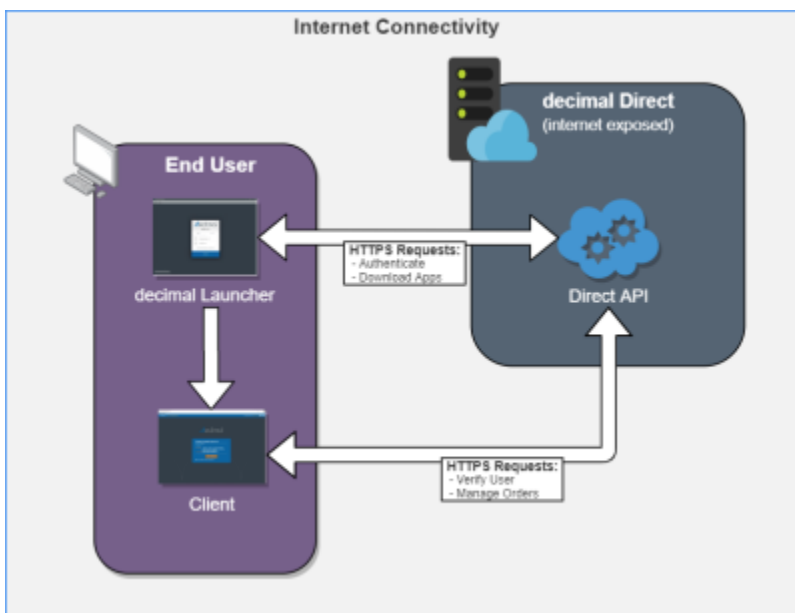 Internet Connectivity
decimal Direct
(internet exposed)
End User
HTTPS Requests:
- Authenticate
- Download Apps
decimal Launcher
Direct API
HTTPS Requests:
- Verify User
- Manage Orders
Client